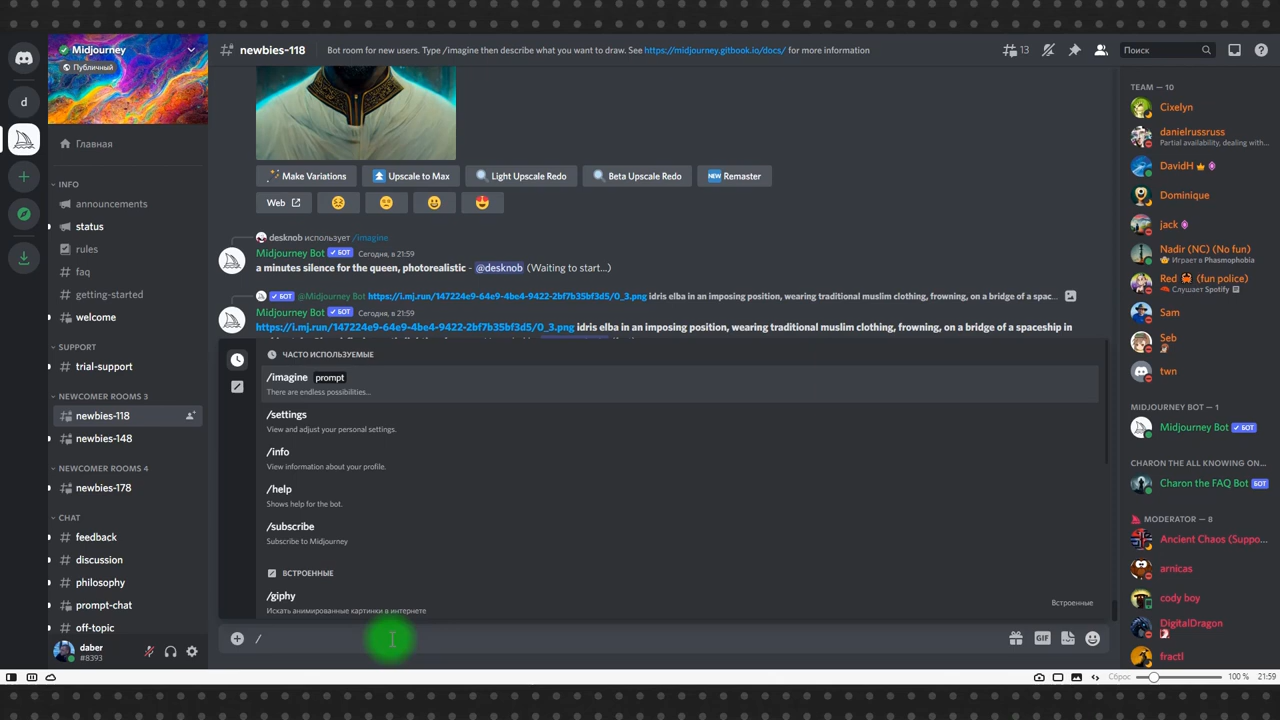 Midjourney
Публичный
d
Главная
INFO
announcements
status
rules
faq
getting-started
welcome
SUPPORT
trial-support
NEWCOMER ROOMS 3
newbies-118
newbies-148
NEWCOMER ROOMS 4
newbies-178
CHAT
feedback
discussion
philosophy
prompt-chat
off-topic
daber
#8393
newbies-118
Bot room for new users. Type /imagine then describe what you want to draw. See https://midjourney.gitbook.io/docs/ for more information
13
Поиск
Make Variations
Upscale to Max
Light Upscale Redo
Beta Upscale Redo
NEW Remaster
Web
desknob использует /imagine
Midjourney Bot ✓ БОТ Сегодня, в 21:59
a minutes silence for the queen, photorealistic - @desknob (Waiting to start...)
✓ БОТ @Midjourney Bot https://i.mj.run/147224e9-64e9-4be4-9422-2bf7b35bf3d5/0_3.png idris elba in an imposing position, wearing traditional muslim clothing, frowning, on a bridge of a spac...
Midjourney Bot ✓ БОТ Сегодня, в 21:59
https://i.mj.run/147224e9-64e9-4be4-9422-2bf7b35bf3d5/0_3.png idris elba in an imposing position, wearing traditional muslim clothing, frowning, on a bridge of a spaceship in
ЧАСТО ИСПОЛЬЗУЕМЫЕ
/imagine prompt
There are endless possibilities...
/settings
View and adjust your personal settings.
/info
View information about your profile.
/help
Shows help for the bot.
/subscribe
Subscribe to Midjourney
ВСТРОЕННЫЕ
/giphy
Искать анимированные картинки в интернете
Встроенные
/
GIF
TEAM — 10
Cixelyn
danielrussruss
Partial availability, dealing with...
DavidH
Dominique
jack
Nadir (NC) (No fun)
Играет в Phasmophobia
Red (fun police)
Слушает Spotify
Sam
Seb
twn
MIDJOURNEY BOT — 1
Midjourney Bot ✓ БОТ
CHARON THE ALL KNOWING ON...
Charon the FAQ Bot БОТ
MODERATOR — 8
Ancient Chaos (Suppo...
arnicas
cody boy
DigitalDragon
fractl
Сброс
100 %
21:59